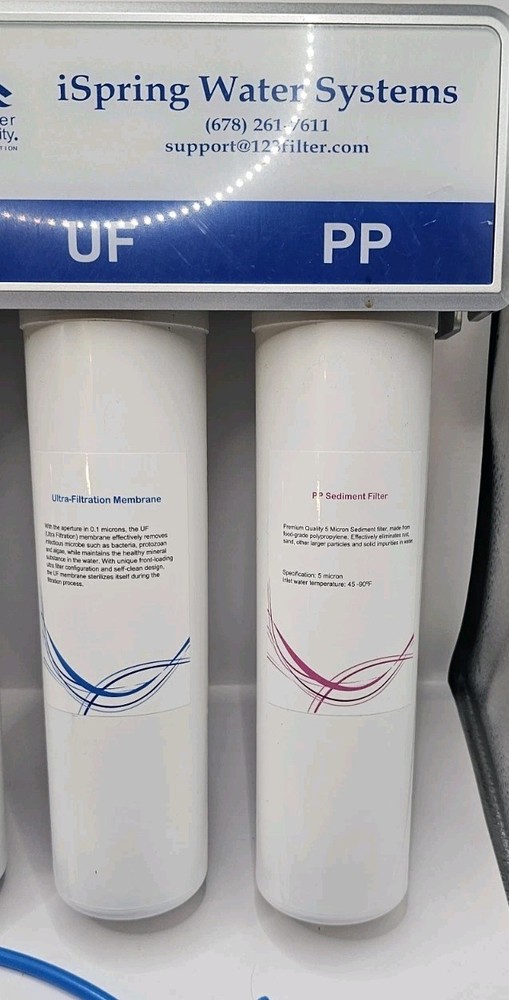 iSpring Water Systems
er
ity.
ION
(678) 261-7611
support@123filter.com
UF
PP
Ultra-Filtration Membrane
With the aperture in 0.1 microns, the UF
(Ultra Filtration) membrane effectively removes
infectious microbe such as bacteria, protozoan
and algae, while maintains the healthy mineral
substance in the water. With unique front-loading
ultra filter configuration and self-clean design,
the UF membrane sterilizes itself during the
filtration process.
PP Sediment Filter
Premium Quality 5 Micron Sediment filter, made from
food-grade polypropylene. Effectively eliminates rust,
sand, other larger particles and solid impurities in water.
Specification: 5 micron
Inlet water temperature: 45 -90ºF